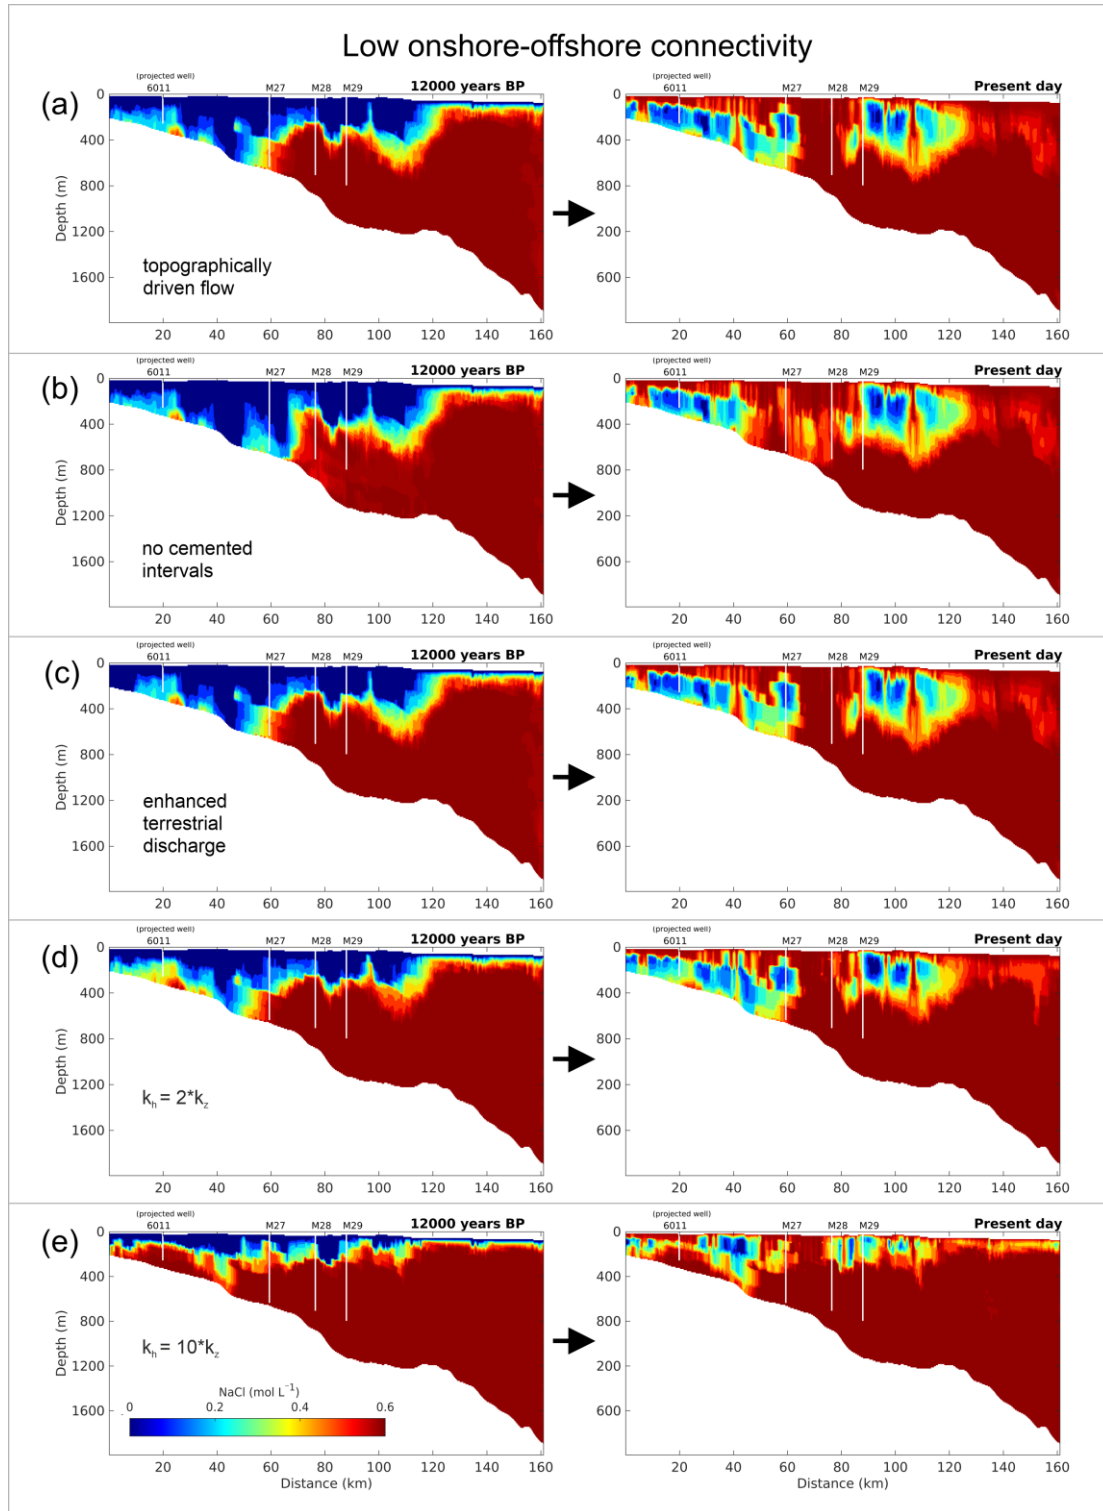 Low onshore-offshore connectivity
(a)
(projected well)
6011 M27 M28 M29 12000 years BP
0
400
800
1200
1600
Depth (m)
topographically
driven flow
20 40 60 80 100 120 140 160
(projected well)
6011 M27 M28 M29 Present day
0
400
800
200
600
20 40 60 80 100 120 140 160
(b)
(projected well)
6011 M27 M28 M29 12000 years BP
0
400
800
1200
1600
Depth (m)
no cemented
intervals
20 40 60 80 100 120 140 160
(projected well)
6011 M27 M28 M29 Present day
0
400
800
200
600
20 40 60 80 100 120 140 160
(c)
(projected well)
6011 M27 M28 M29 12000 years BP
0
400
800
1200
1600
Depth (m)
enhanced
terrestrial
discharge
20 40 60 80 100 120 140 160
(projected well)
6011 M27 M28 M29 Present day
0
400
800
200
600
20 40 60 80 100 120 140 160
(d)
(projected well)
6011 M27 M28 M29 12000 years BP
0
400
800
1200
1600
Depth (m)
kₕ = 2*k_z
20 40 60 80 100 120 140 160
(projected well)
6011 M27 M28 M29 Present day
0
400
800
200
600
20 40 60 80 100 120 140 160
(e)
(projected well)
6011 M27 M28 M29 12000 years BP
0
400
800
1200
1600
Depth (m)
kₕ = 10*k_z
NaCl (mol L⁻¹)
0 0.2 0.4 0.6
20 40 60 80 100 120 140 160
Distance (km)
(projected well)
6011 M27 M28 M29 Present day
0
400
800
200
600
20 40 60 80 100 120 140 160
Distance (km)